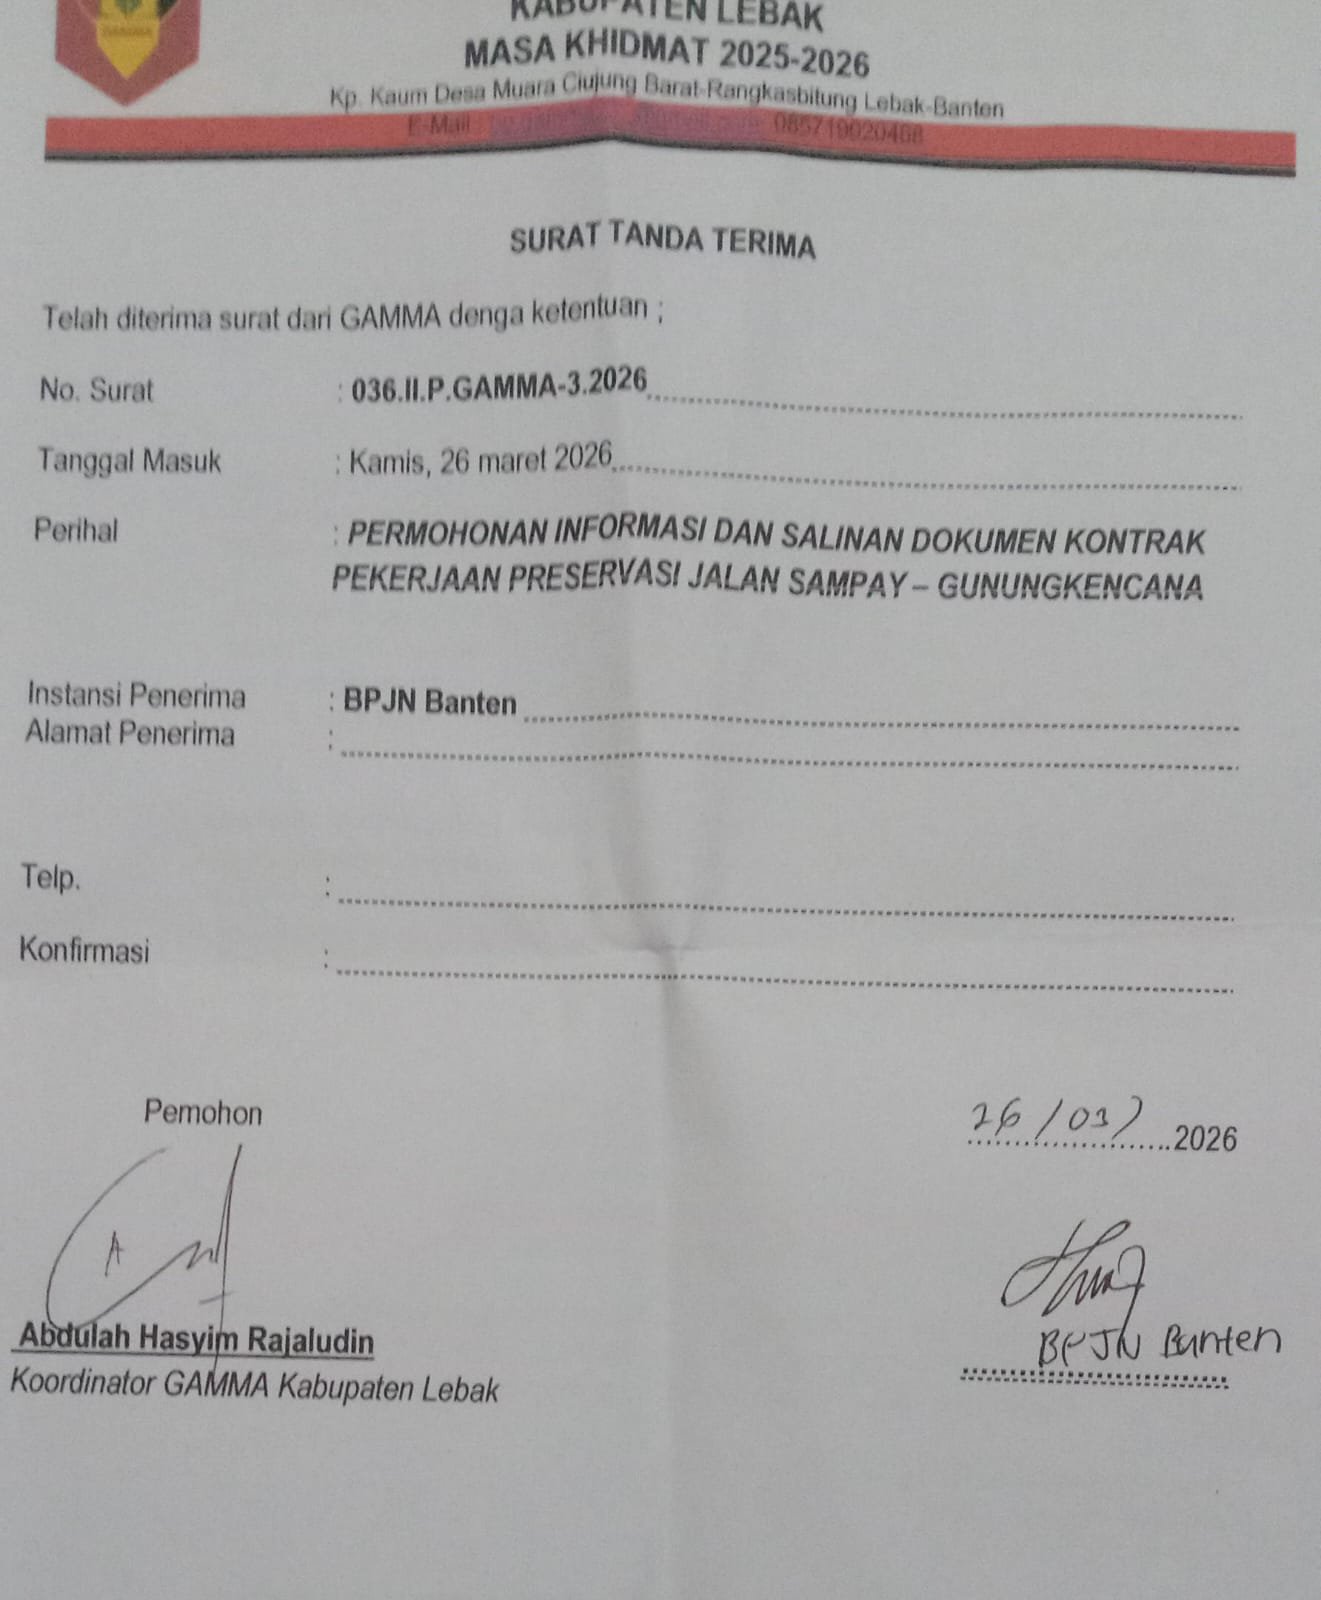 KABUPATEN LEBAK
MASA KHIDMAT 2025-2026
Kp. Kaum Desa Muara Ciujung Barat-Rangkasbitung Lebak-Banten
E-Mail : 085719020468
GAMMA
SURAT TANDA TERIMA
Telah diterima surat dari GAMMA denga ketentuan ;
No. Surat : 036.II.P.GAMMA-3.2026
Tanggal Masuk : Kamis, 26 maret 2026
Perihal : PERMOHONAN INFORMASI DAN SALINAN DOKUMEN KONTRAK
PEKERJAAN PRESERVASI JALAN SAMPAY – GUNUNGKENCANA
Instansi Penerima : BPJN Banten
Alamat Penerima :
Telp. :
Konfirmasi :
Pemohon
26/03/ 2026
Abdulah Hasyim Rajaludin
Koordinator GAMMA Kabupaten Lebak
BPJN Banten